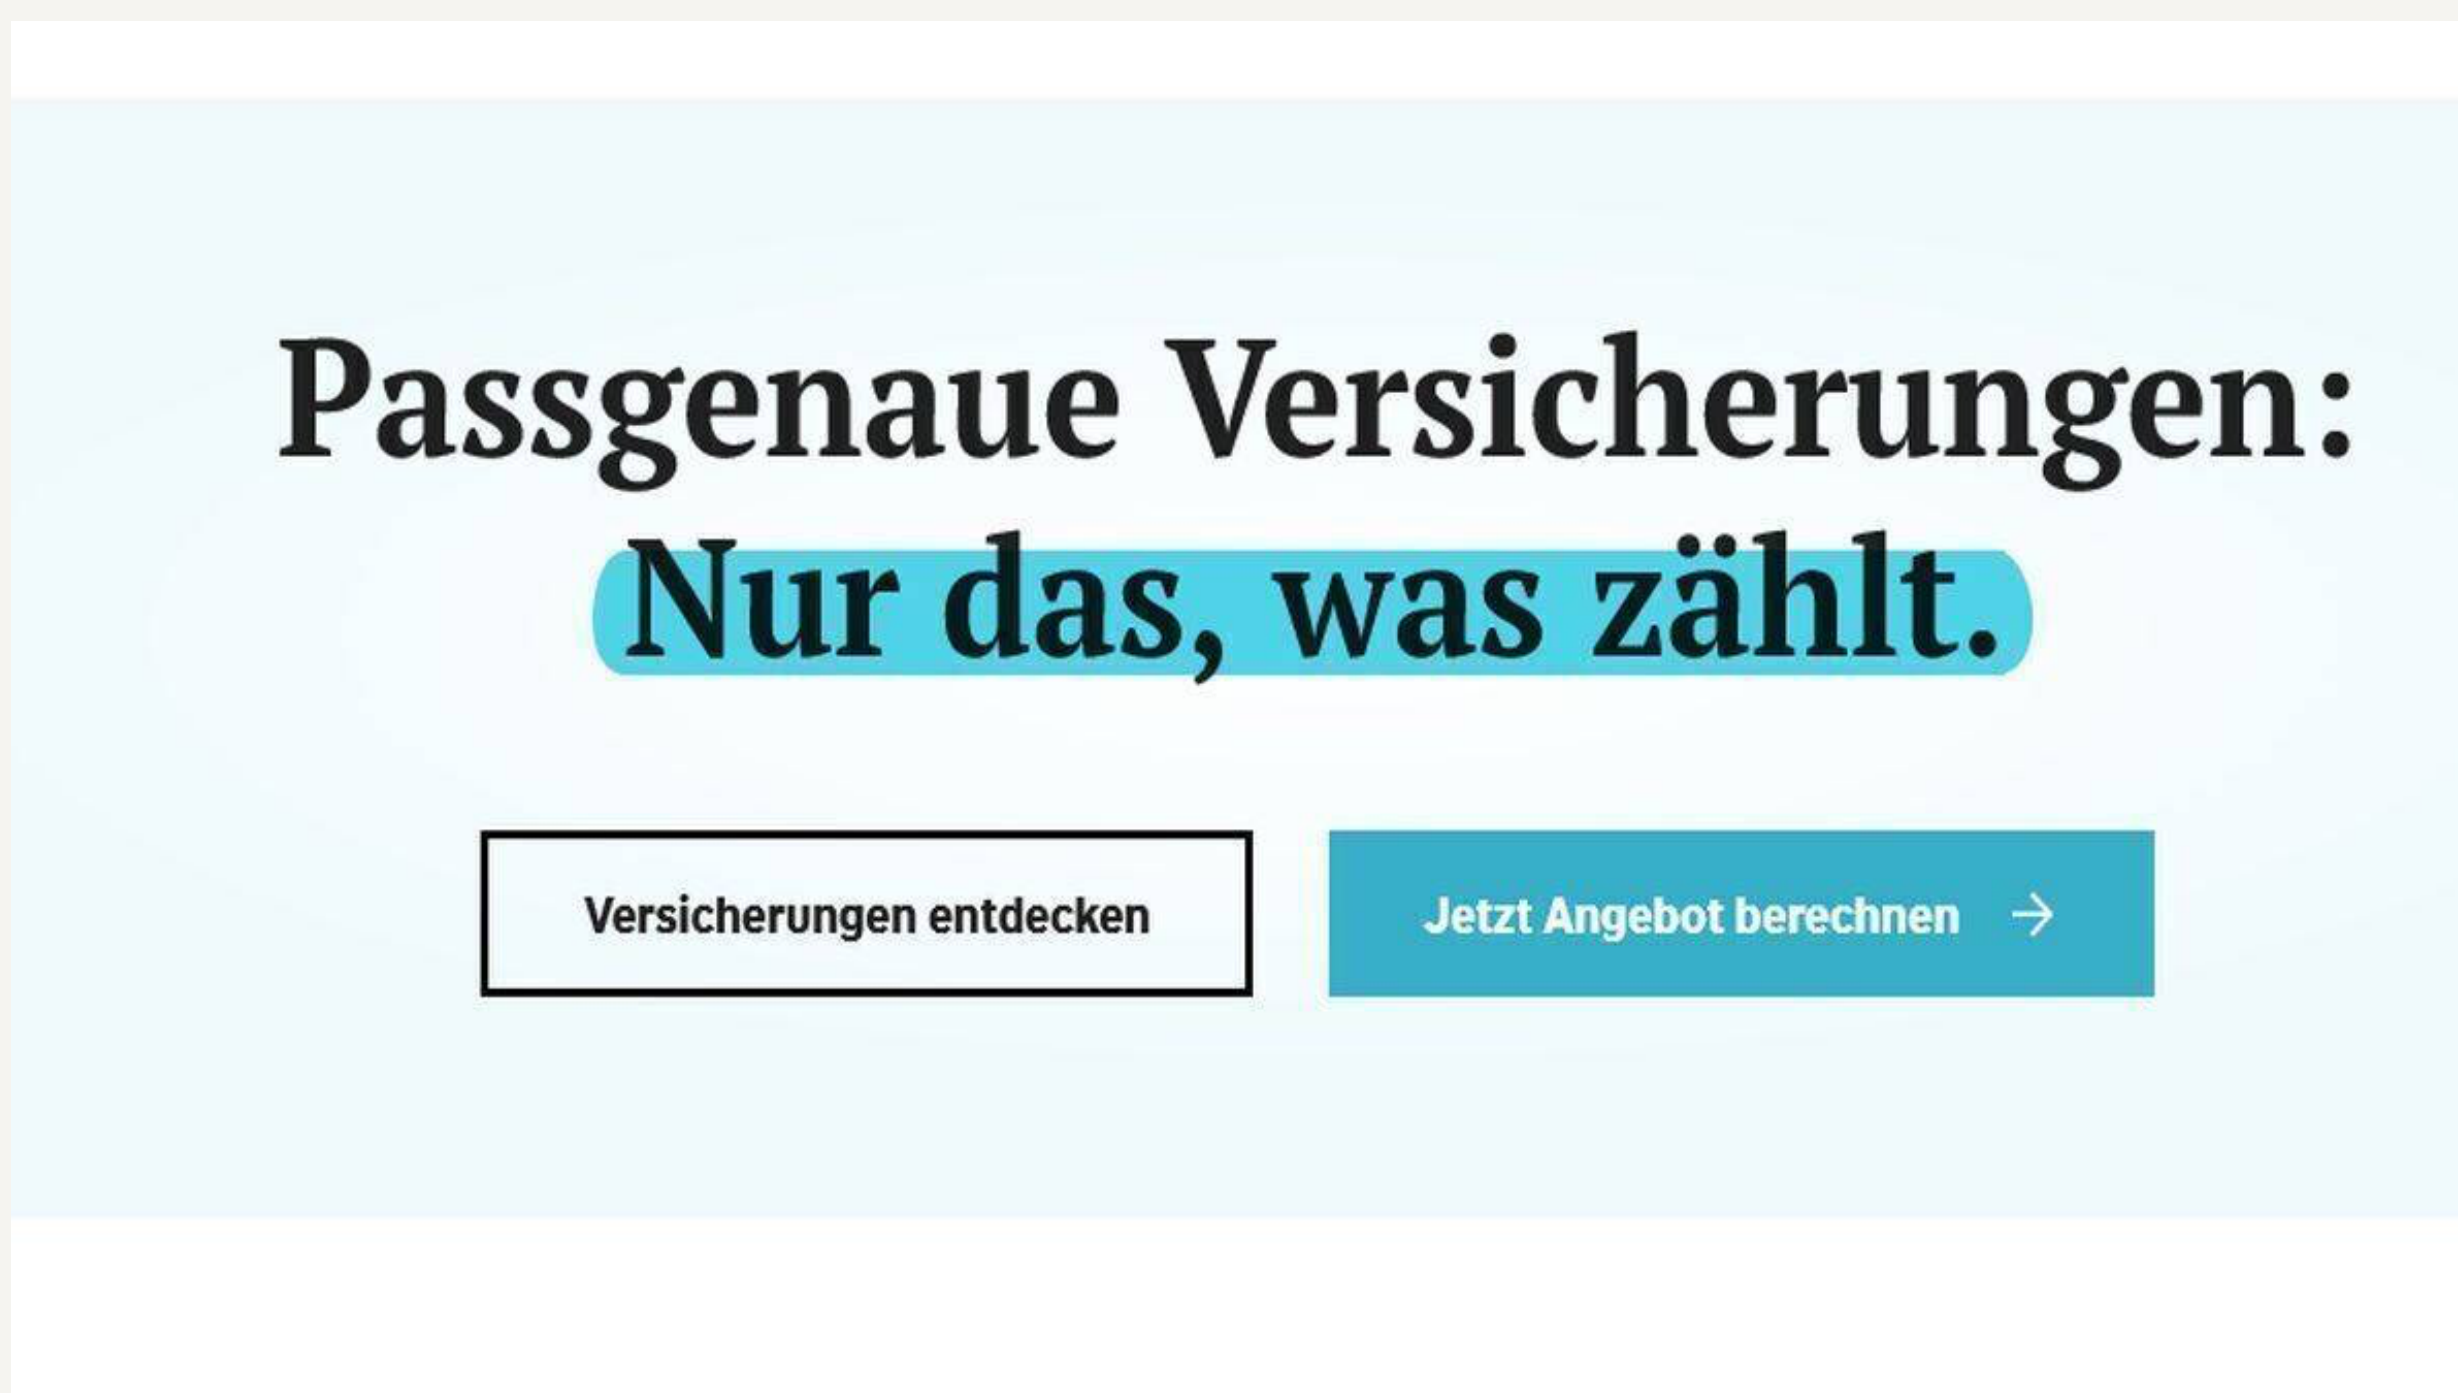 Passgenaue Versicherungen:
Nur das, was zählt.
Versicherungen entdecken
Jetzt Angebot berechnen →